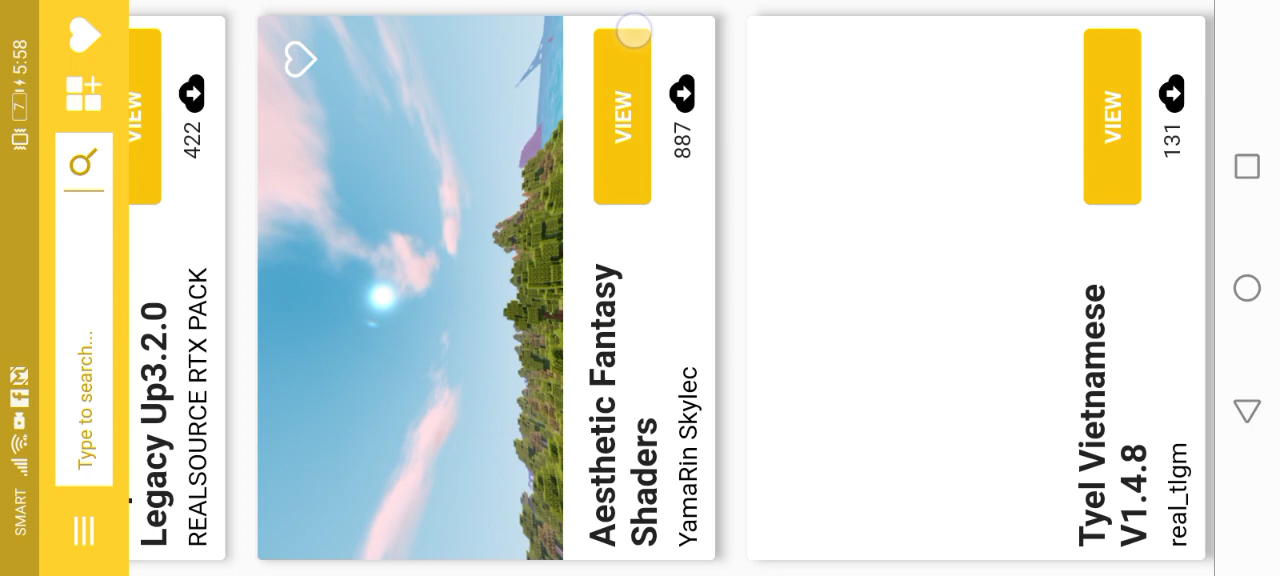 SMART
7
5:58
Type to search...
VIEW
Legacy Up3.2.0
REALSOURCE RTX PACK
422
VIEW
Aesthetic Fantasy
Shaders
YamaRin Skylec
887
VIEW
Tyel Vietnamese
V1.4.8
real_tlgm
131